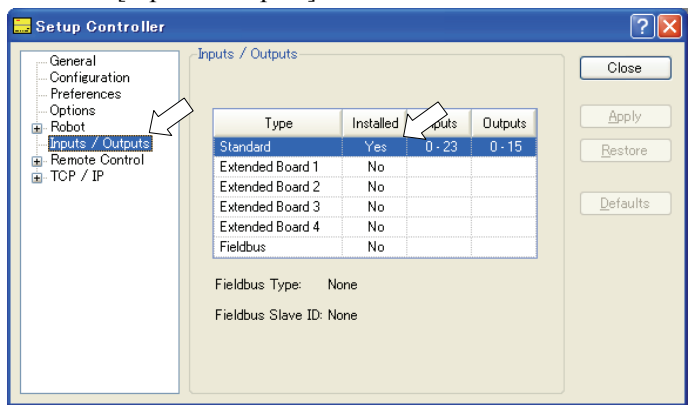 Setup Controller
General
Configuration
Preferences
Options
Robot
Inputs / Outputs
Remote Control
TCP / IP
Inputs / Outputs
Type Installed Outputs
Standard Yes 0 - 23 0 - 15
Extended Board 1 No
Extended Board 2 No
Extended Board 3 No
Extended Board 4 No
Fieldbus No
Fieldbus Type: None
Fieldbus Slave ID: None
Close
Apply
Restore
Defaults